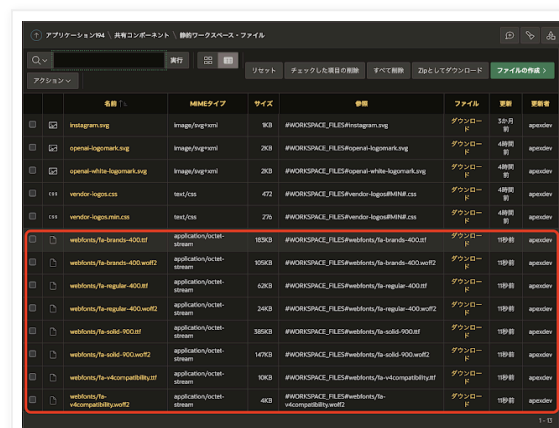 アプリケーション194 \ 共有コンポーネント \ 静的ワークスペース・ファイル
実行
リセット チェックした項目の削除 すべて削除 Zipとしてダウンロード ファイルの作成 >
アクション
名前 MIMEタイプ サイズ 参照 ファイル 更新 更新者
instagram.svg image/svg+xml 1KB #WORKSPACE_FILES#instagram.svg ダウンロード 3か月前 apexdev
openai-logomark.svg image/svg+xml 2KB #WORKSPACE_FILES#openai-logomark.svg ダウンロード 4時間前 apexdev
openai-white-logomark.svg image/svg+xml 2KB #WORKSPACE_FILES#openai-white-logomark.svg ダウンロード 4時間前 apexdev
css vendor-logos.css text/css 472 #WORKSPACE_FILES#vendor-logos#MIN#.css ダウンロード 4時間前 apexdev
css vendor-logos.min.css text/css 276 #WORKSPACE_FILES#vendor-logos.min.css ダウンロード 4時間前 apexdev
webfonts/fa-brands-400.ttf application/octet-stream 183KB #WORKSPACE_FILES#webfonts/fa-brands-400.ttf ダウンロード 11秒前 apexdev
webfonts/fa-brands-400.woff2 application/octet-stream 105KB #WORKSPACE_FILES#webfonts/fa-brands-400.woff2 ダウンロード 11秒前 apexdev
webfonts/fa-regular-400.ttf application/octet-stream 62KB #WORKSPACE_FILES#webfonts/fa-regular-400.ttf ダウンロード 11秒前 apexdev
webfonts/fa-regular-400.woff2 application/octet-stream 24KB #WORKSPACE_FILES#webfonts/fa-regular-400.woff2 ダウンロード 11秒前 apexdev
webfonts/fa-solid-900.ttf application/octet-stream 385KB #WORKSPACE_FILES#webfonts/fa-solid-900.ttf ダウンロード 11秒前 apexdev
webfonts/fa-solid-900.woff2 application/octet-stream 147KB #WORKSPACE_FILES#webfonts/fa-solid-900.woff2 ダウンロード 11秒前 apexdev
webfonts/fa-v4compatibility.ttf application/octet-stream 10KB #WORKSPACE_FILES#webfonts/fa-v4compatibility.ttf ダウンロード 11秒前 apexdev
webfonts/fa-v4compatibility.woff2 application/octet-stream 4KB #WORKSPACE_FILES#webfonts/fa-v4compatibility.woff2 ダウンロード 11秒前 apexdev
1 - 13